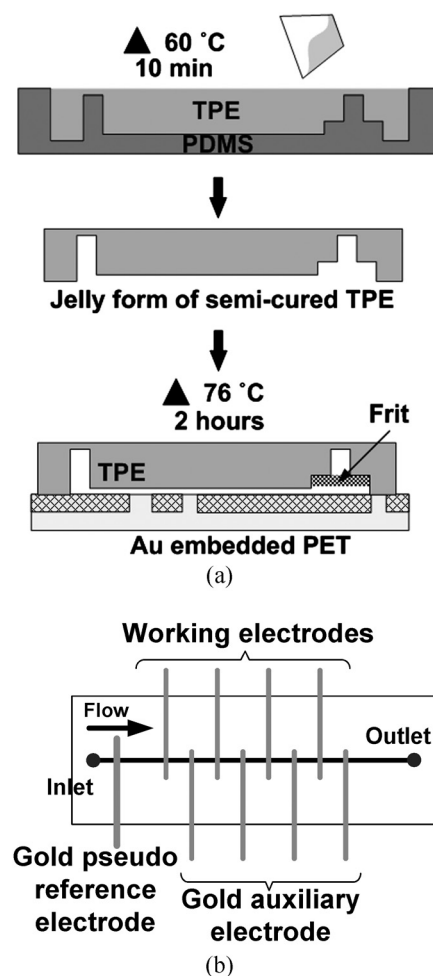 ▲ 60 °C
10 min
TPE
PDMS
Jelly form of semi-cured TPE
▲ 76 °C
2 hours
Frit
TPE
Au embedded PET
(a)
Working electrodes
Flow
Outlet
Inlet
Gold pseudo
reference
electrode
Gold auxiliary
electrode
(b)